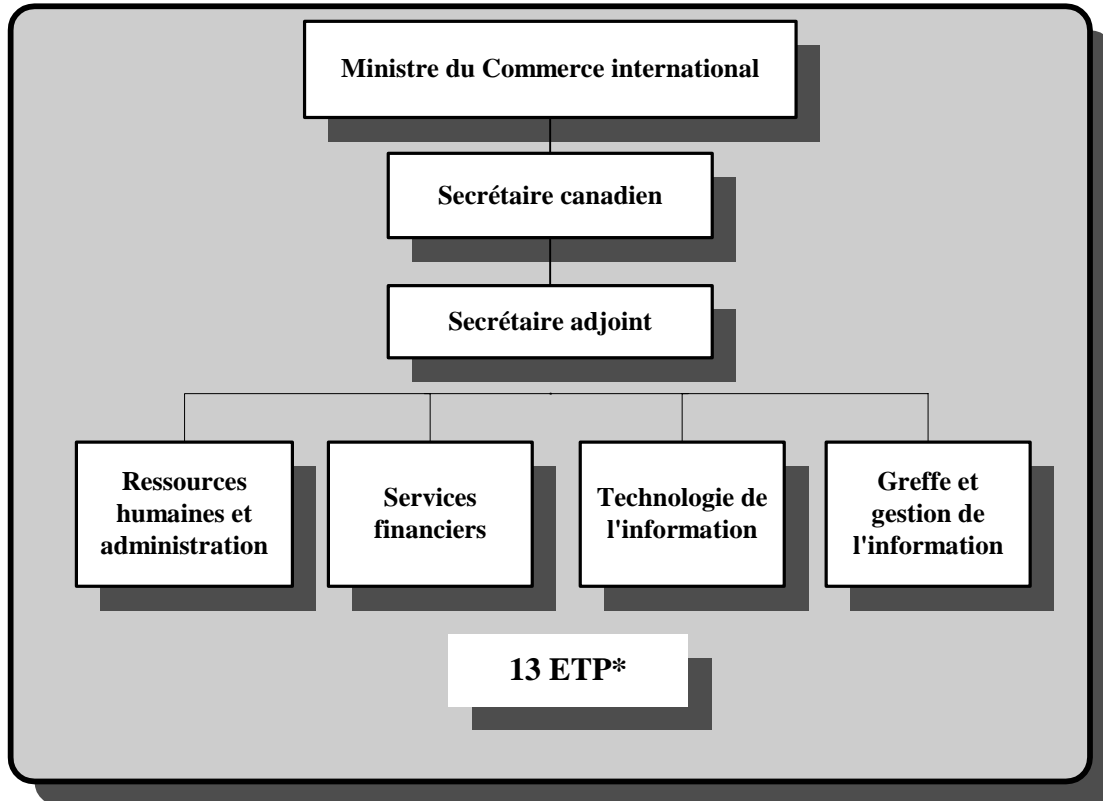 Ministre du Commerce international
Secrétaire canadien
Secrétaire adjoint
Ressources
humaines et
administration
Services
financiers
Technologie de
l'information
Greffe et
gestion de
l'information
13 ETP*